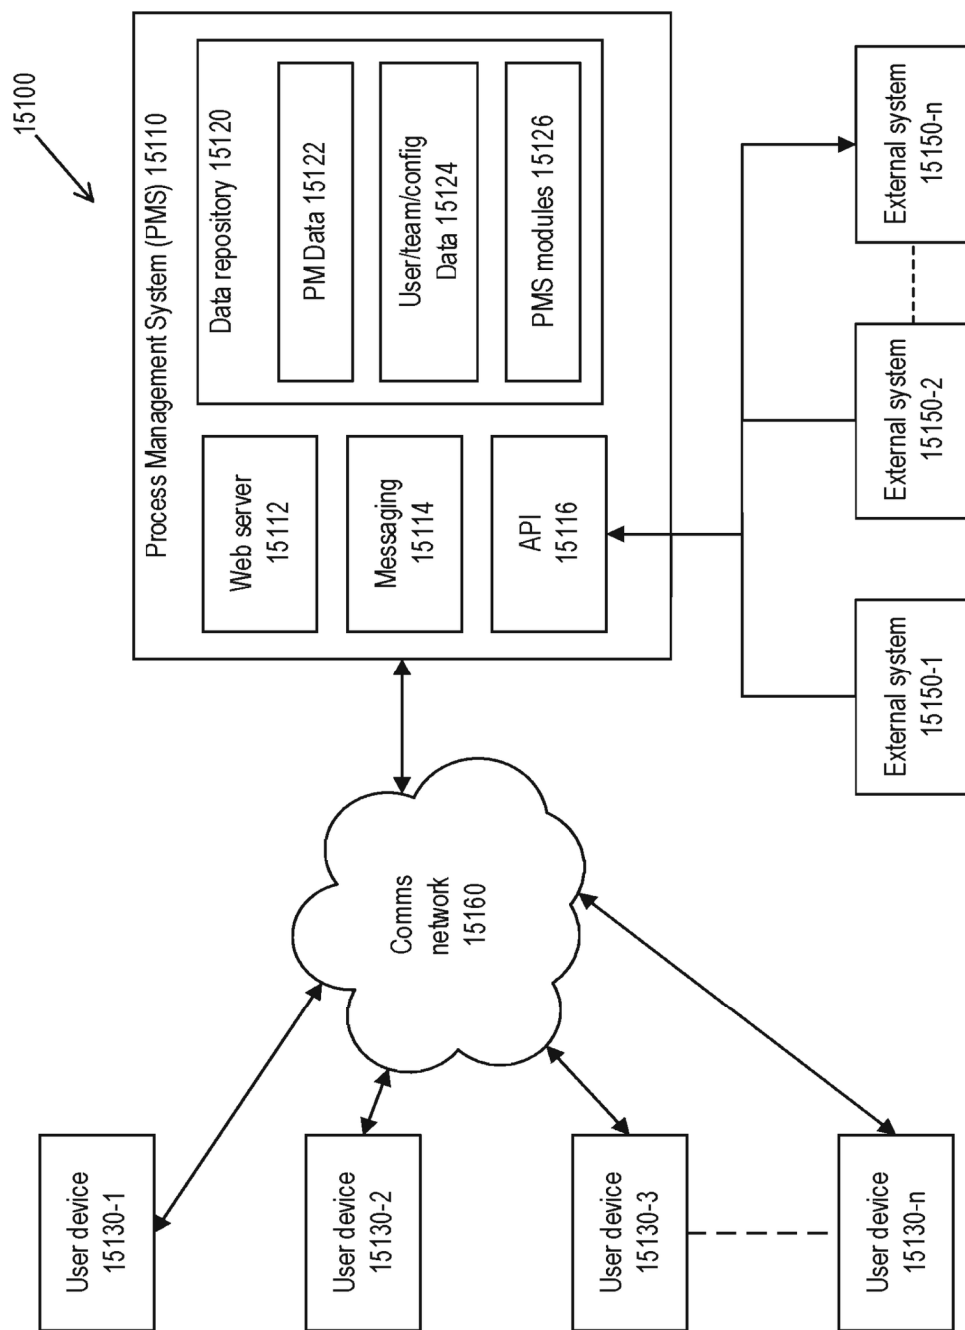 15100
Process Management System (PMS) 15110
Web server
15112
Messaging
15114
API
15116
Data repository 15120
PM Data 15122
User/team/config
Data 15124
PMS modules 15126
Comms
network
15160
User device
15130-1
User device
15130-2
User device
15130-3
User device
15130-n
External system
15150-1
External system
15150-2
External system
15150-n